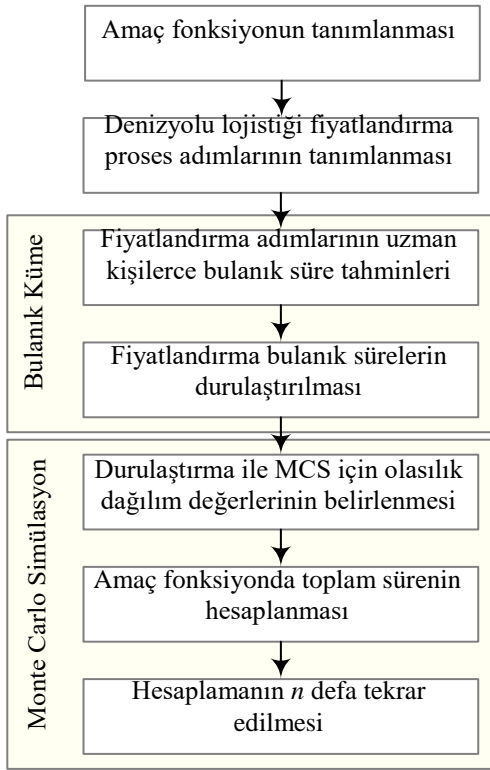 Amaç fonksiyonun tanımlanması
Denizyolu lojistiği fiyatlandırma
proses adımlarının tanımlanması
Bulanık Küme
Fiyatlandırma adımlarının uzman
kişilerce bulanık süre tahminleri
Fiyatlandırma bulanık sürelerin
durulaştırılması
Monte Carlo Simülasyon
Durulaştırma ile MCS için olasılık
dağılım değerlerinin belirlenmesi
Amaç fonksiyonda toplam sürenin
hesaplanması
Hesaplamanın n defa tekrar
edilmesi